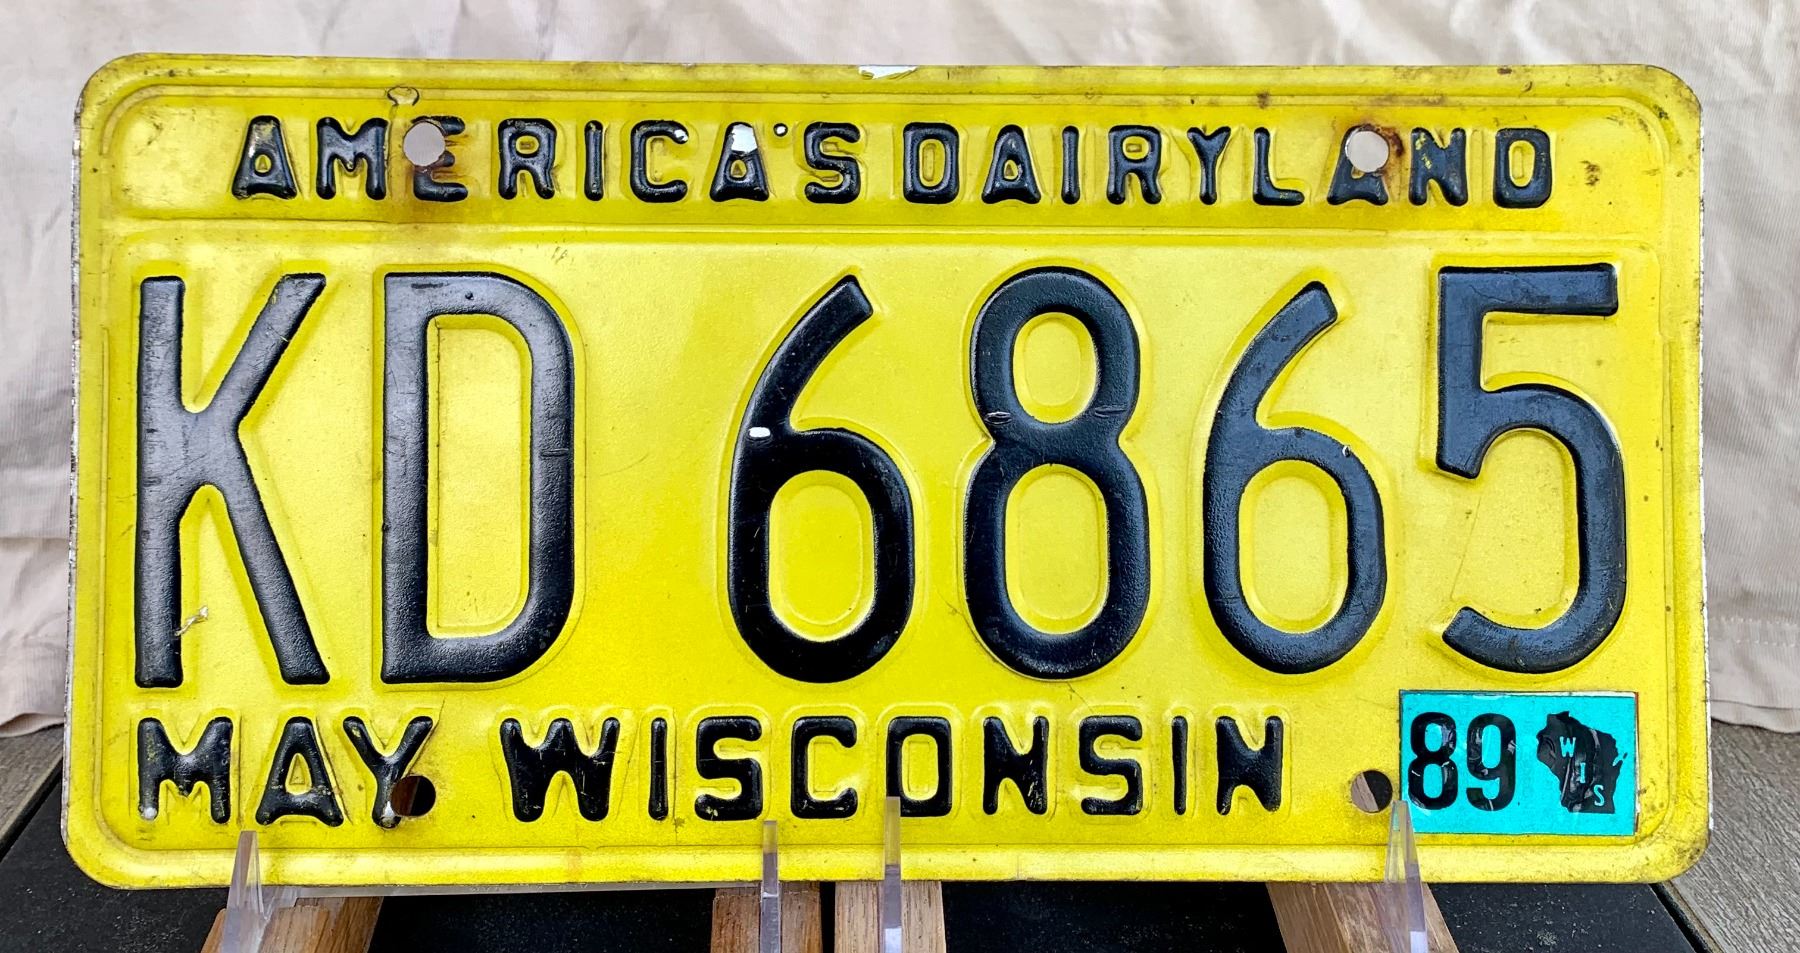 AMERICA'S DAIRYLAND
KD 6865
MAY WISCONSIN 89 WIS